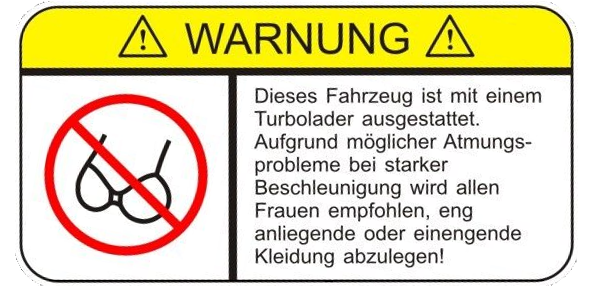 WARNUNG
Dieses Fahrzeug ist mit einem
Turbolader ausgestattet.
Aufgrund möglicher Atmungs-
probleme bei starker
Beschleunigung wird allen
Frauen empfohlen, eng
anliegende oder einengende
Kleidung abzulegen!